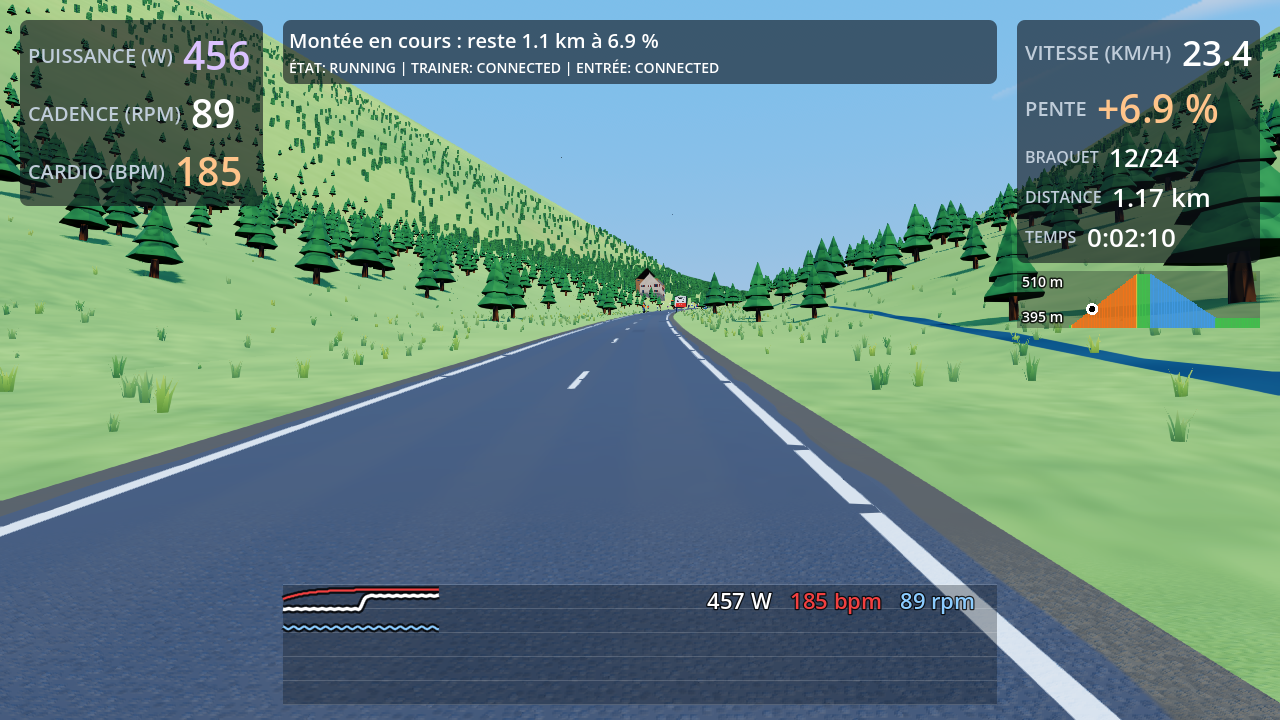 PUISSANCE (W) 456
CADENCE (RPM) 89
CARDIO (BPM) 185
Montée en cours : reste 1.1 km à 6.9 %
ÉTAT: RUNNING | TRAINER: CONNECTED | ENTRÉE: CONNECTED
VITESSE (KM/H) 23.4
PENTE +6.9 %
BRAQUET 12/24
DISTANCE 1.17 km
TEMPS 0:02:10
510 m
395 m
457 W 185 bpm 89 rpm